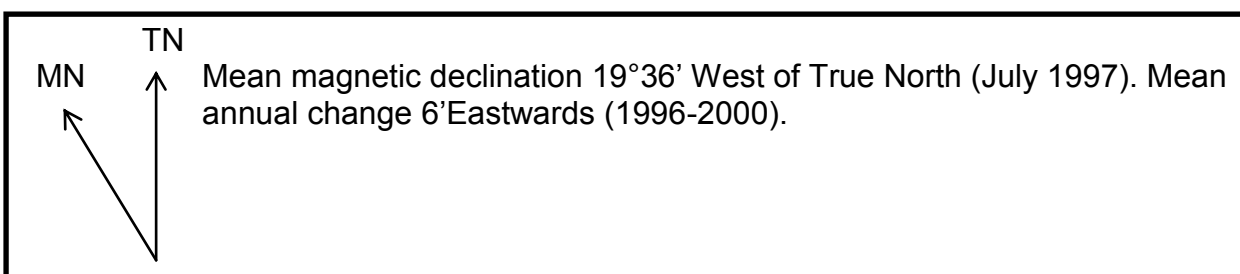 TN
MN
Mean magnetic declination 19°36’ West of True North (July 1997). Mean
annual change 6’Eastwards (1996-2000).